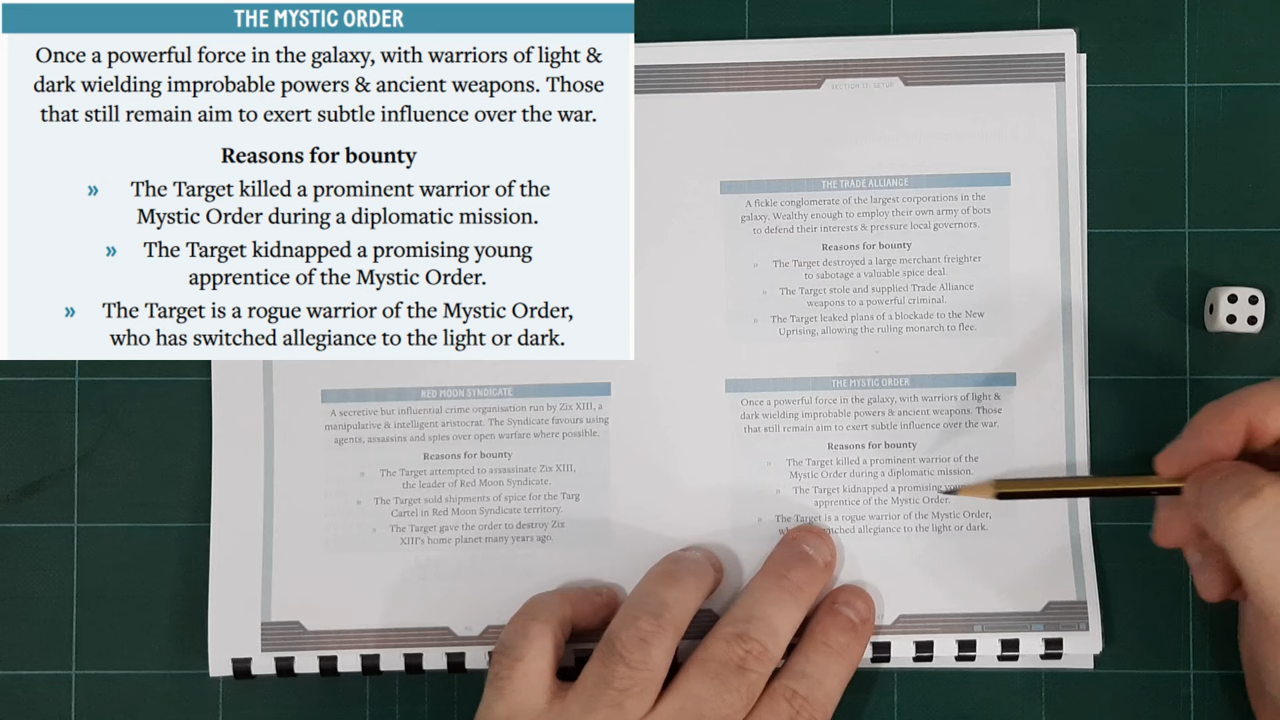 THE MYSTIC ORDER
Once a powerful force in the galaxy, with warriors of light &
dark wielding improbable powers & ancient weapons. Those
that still remain aim to exert subtle influence over the war.
Reasons for bounty
» The Target killed a prominent warrior of the
Mystic Order during a diplomatic mission.
» The Target kidnapped a promising young
apprentice of the Mystic Order.
» The Target is a rogue warrior of the Mystic Order,
who has switched allegiance to the light or dark.
SECTION II: SETUP
THE TRADE ALLIANCE
A fickle conglomerate of the largest corporations in the
galaxy. Wealthy enough to employ their own army of bots
to defend their interests & pressure local governors.
Reasons for bounty
» The Target destroyed a large merchant freighter
to sabotage a valuable spice deal.
» The Target stole and supplied Trade Alliance
weapons to a powerful criminal.
» The Target leaked plans of a blockade to the New
Uprising, allowing the ruling monarch to flee.
RED MOON SYNDICATE
A secretive but influential crime organisation run by Zix XIII, a
manipulative & intelligent aristocrat. The Syndicate favours using
agents, assassins and spies over open warfare where possible.
Reasons for bounty
» The Target attempted to assassinate Zix XIII,
the leader of Red Moon Syndicate.
» The Target sold shipments of spice for the Targ
Cartel in Red Moon Syndicate territory.
» The Target gave the order to destroy Zix
XIII's home planet many years ago.
THE MYSTIC ORDER
Once a powerful force in the galaxy, with warriors of light &
dark wielding improbable powers & ancient weapons. Those
that still remain aim to exert subtle influence over the war.
Reasons for bounty
» The Target killed a prominent warrior of the
Mystic Order during a diplomatic mission.
» The Target kidnapped a promising
apprentice of the Mystic Order.
» The Target is a rogue warrior of the Mystic Order,
allegiance to the light or dark.